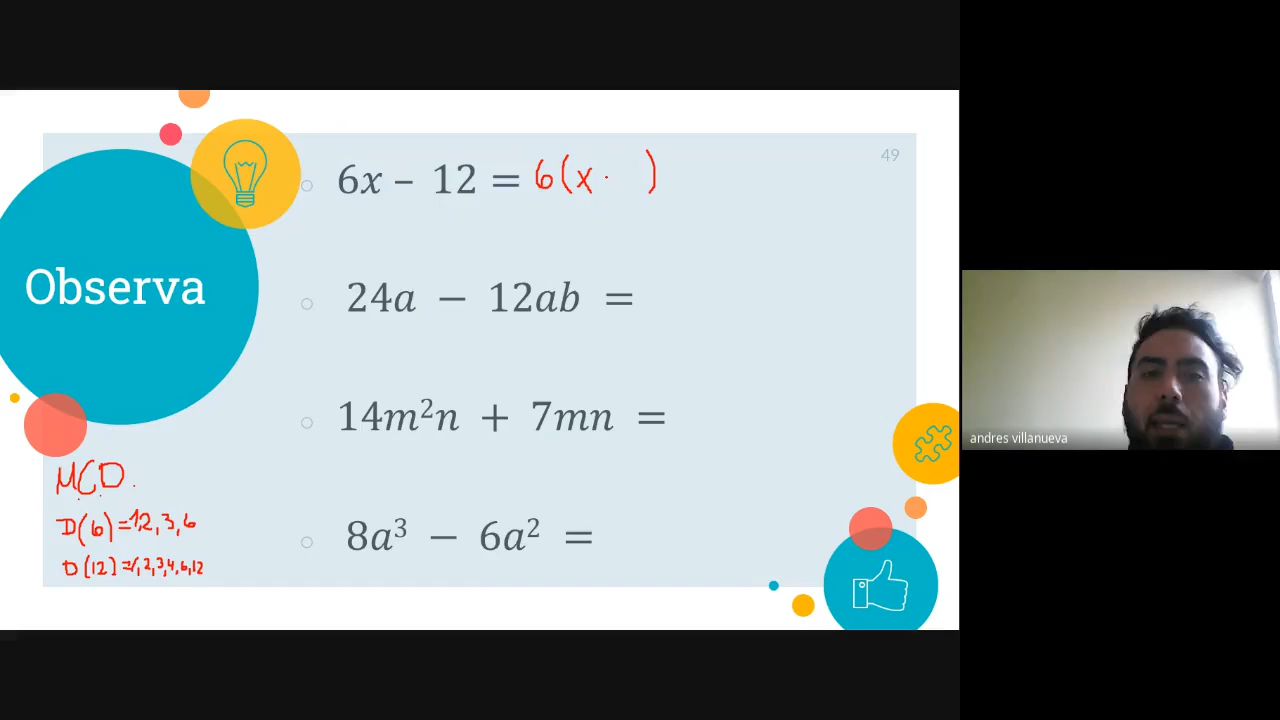 49
6x – 12 = 6(x ·    )
Observa
24a − 12ab =
14m²n + 7mn =
M.C.D.
D(6)=1,2,3,6
8a³ − 6a² =
D(12)=1,2,3,4,6,12
andres villanueva